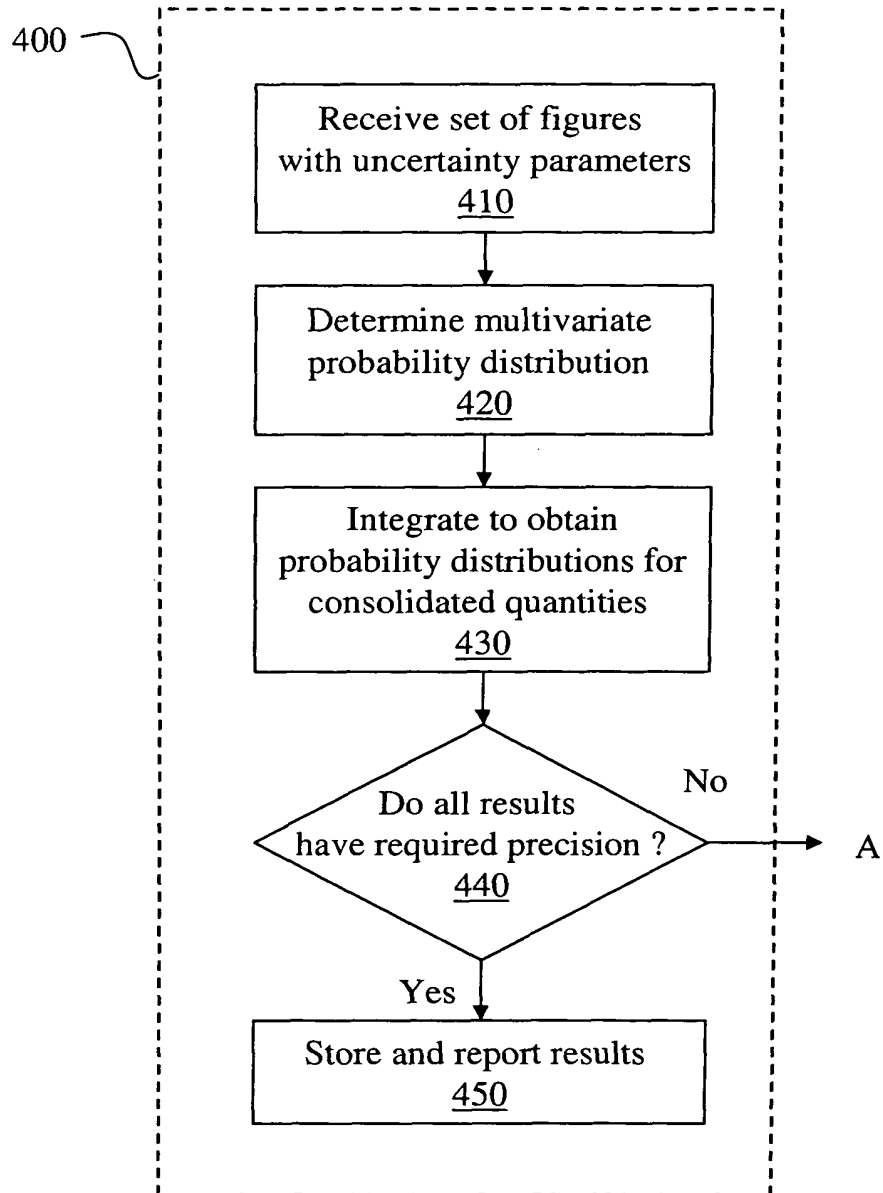 400
Receive set of figures
with uncertainty parameters
410
Determine multivariate
probability distribution
420
Integrate to obtain
probability distributions for
consolidated quantities
430
No
Do all results
have required precision ?
440
A
Yes
Store and report results
450